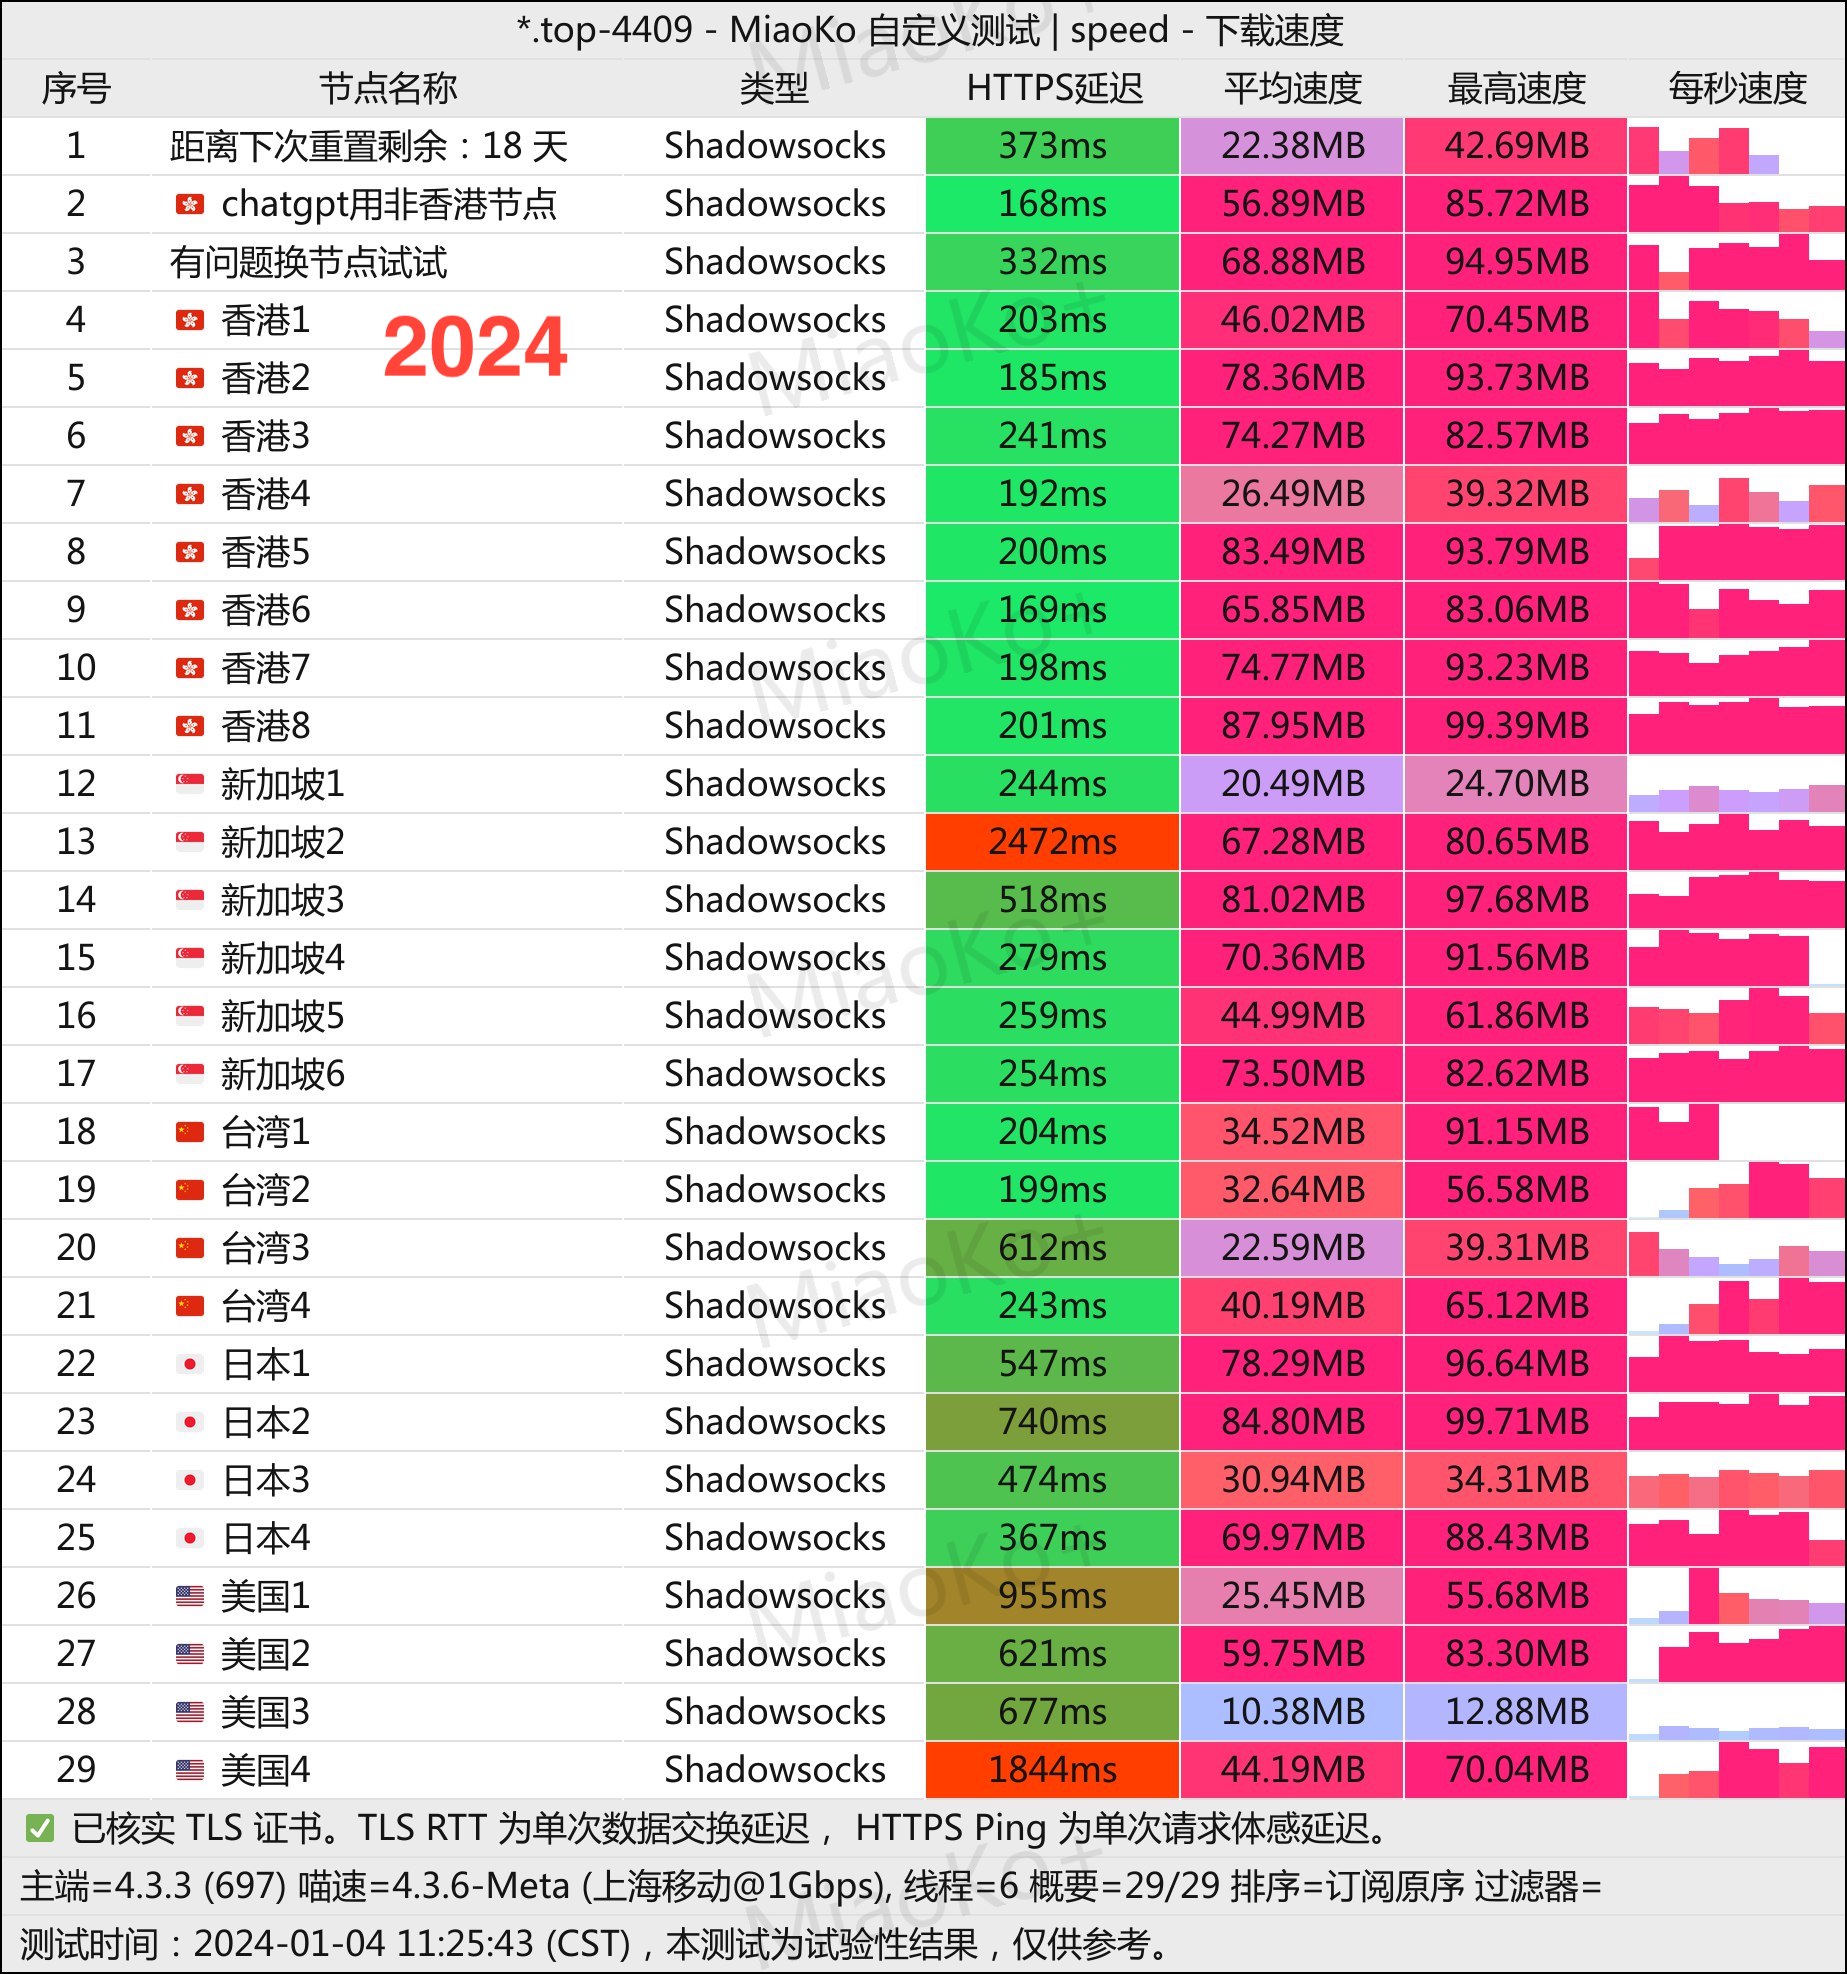 *.top-4409 - MiaoKo 自定义测试 | speed - 下载速度
序号 节点名称 类型 HTTPS延迟 平均速度 最高速度 每秒速度
1 距离下次重置剩余：18 天 Shadowsocks 373ms 22.38MB 42.69MB
2 chatgpt用非香港节点 Shadowsocks 168ms 56.89MB 85.72MB
3 有问题换节点试试 Shadowsocks 332ms 68.88MB 94.95MB
4 香港1 Shadowsocks 203ms 46.02MB 70.45MB
2024
5 香港2 Shadowsocks 185ms 78.36MB 93.73MB
6 香港3 Shadowsocks 241ms 74.27MB 82.57MB
7 香港4 Shadowsocks 192ms 26.49MB 39.32MB
8 香港5 Shadowsocks 200ms 83.49MB 93.79MB
9 香港6 Shadowsocks 169ms 65.85MB 83.06MB
10 香港7 Shadowsocks 198ms 74.77MB 93.23MB
11 香港8 Shadowsocks 201ms 87.95MB 99.39MB
12 新加坡1 Shadowsocks 244ms 20.49MB 24.70MB
13 新加坡2 Shadowsocks 2472ms 67.28MB 80.65MB
14 新加坡3 Shadowsocks 518ms 81.02MB 97.68MB
15 新加坡4 Shadowsocks 279ms 70.36MB 91.56MB
16 新加坡5 Shadowsocks 259ms 44.99MB 61.86MB
17 新加坡6 Shadowsocks 254ms 73.50MB 82.62MB
18 台湾1 Shadowsocks 204ms 34.52MB 91.15MB
19 台湾2 Shadowsocks 199ms 32.64MB 56.58MB
20 台湾3 Shadowsocks 612ms 22.59MB 39.31MB
21 台湾4 Shadowsocks 243ms 40.19MB 65.12MB
22 日本1 Shadowsocks 547ms 78.29MB 96.64MB
23 日本2 Shadowsocks 740ms 84.80MB 99.71MB
24 日本3 Shadowsocks 474ms 30.94MB 34.31MB
25 日本4 Shadowsocks 367ms 69.97MB 88.43MB
26 美国1 Shadowsocks 955ms 25.45MB 55.68MB
27 美国2 Shadowsocks 621ms 59.75MB 83.30MB
28 美国3 Shadowsocks 677ms 10.38MB 12.88MB
29 美国4 Shadowsocks 1844ms 44.19MB 70.04MB
✅ 已核实 TLS 证书。TLS RTT 为单次数据交换延迟， HTTPS Ping 为单次请求体感延迟。
主端=4.3.3 (697) 喵速=4.3.6-Meta (上海移动@1Gbps), 线程=6 概要=29/29 排序=订阅原序 过滤器=
测试时间：2024-01-04 11:25:43 (CST)，本测试为试验性结果，仅供参考。
MiaoKo+
MiaoKo+
MiaoKo+
MiaoKo+
MiaoKo+
MiaoKo+
MiaoKo+